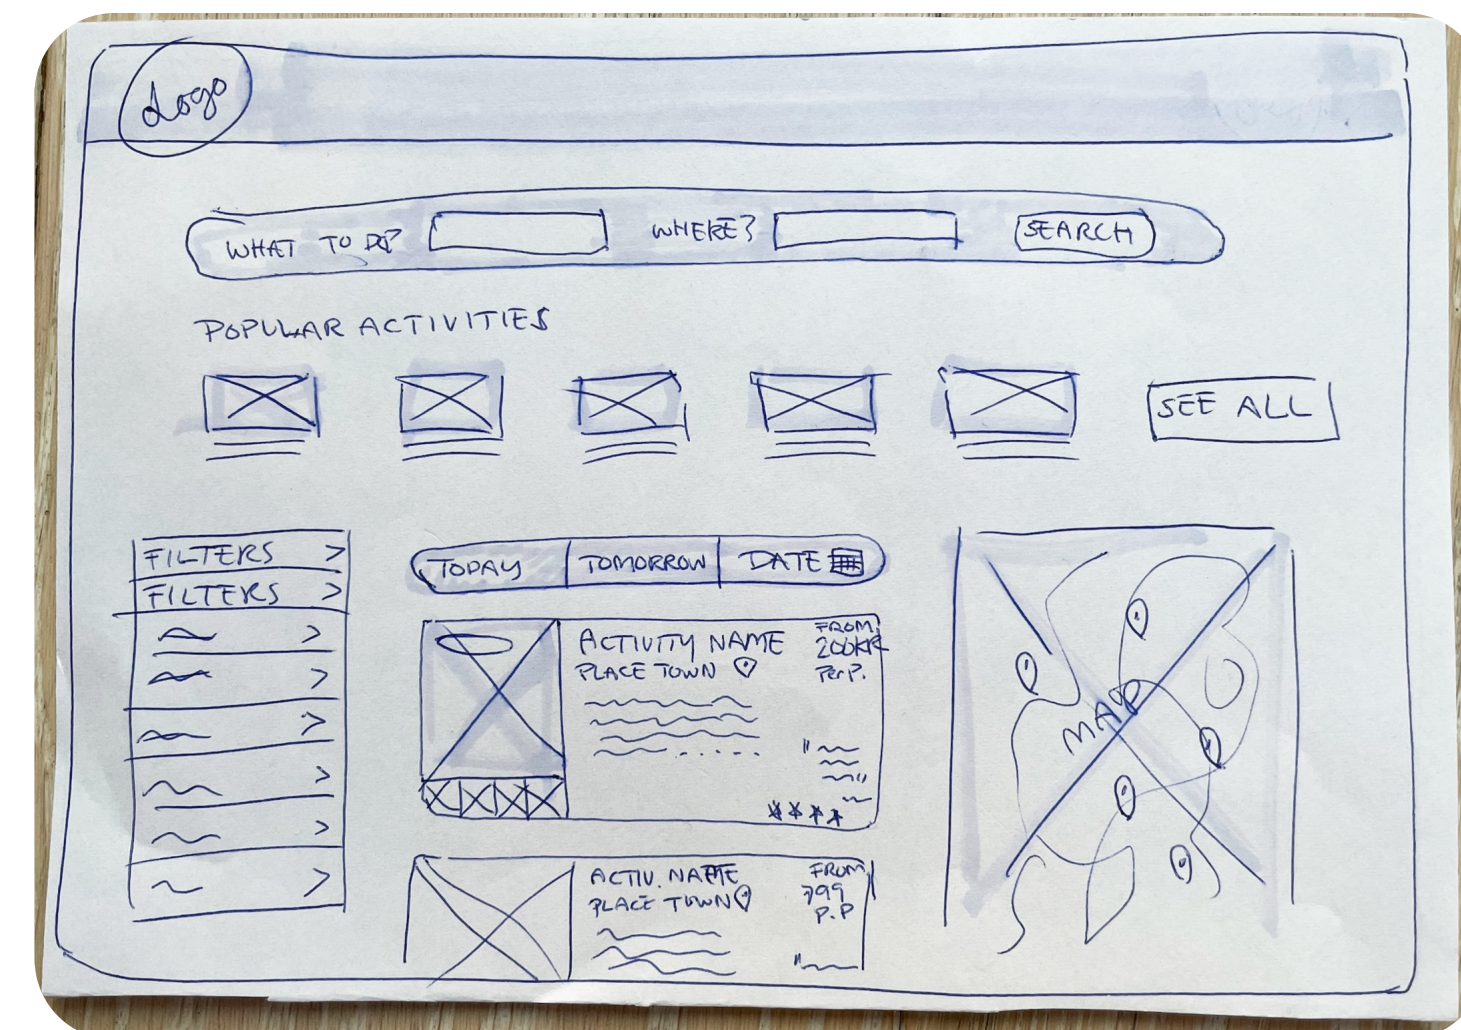 Logo
WHAT TO DO? WHERE? SEARCH
POPULAR ACTIVITIES
SEE ALL
FILTERS >
FILTERS >
TODAY TOMORROW DATE
ACTIVITY NAME
PLACE TOWN
FROM
200KR
Per P.
ACTIV. NAME
PLACE TOWN
FROM
799
P.P
MAP